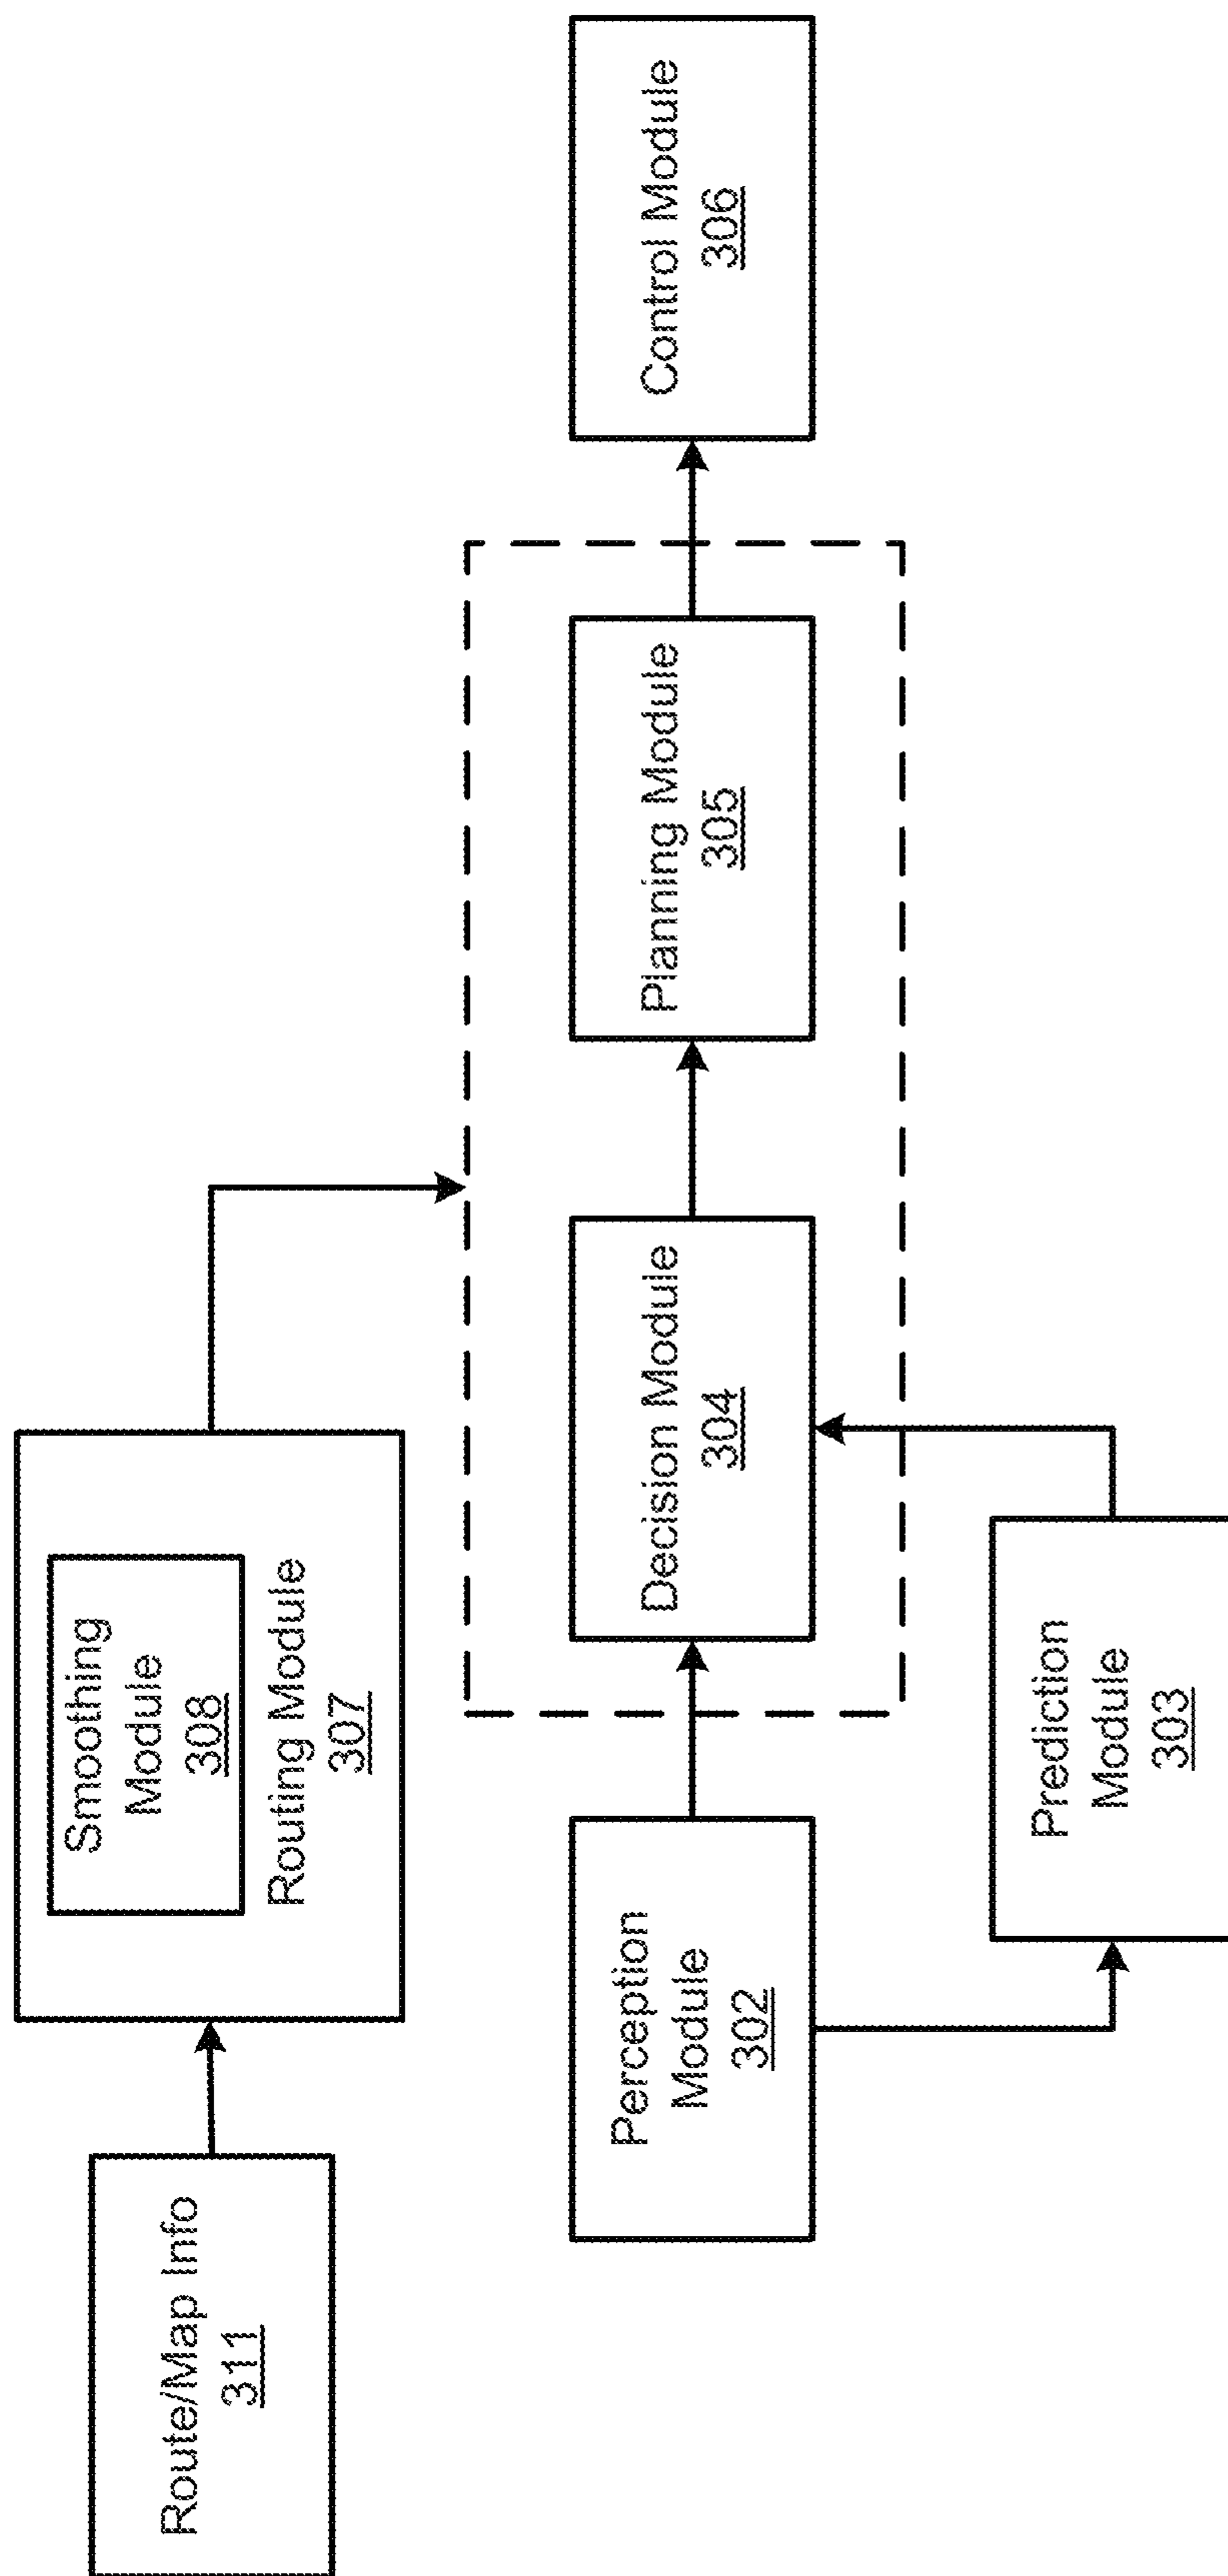 Route/Map Info
311
Smoothing
Module
308
Routing Module
307
Perception
Module
302
Decision Module
304
Planning Module
305
Control Module
306
Prediction
Module
303